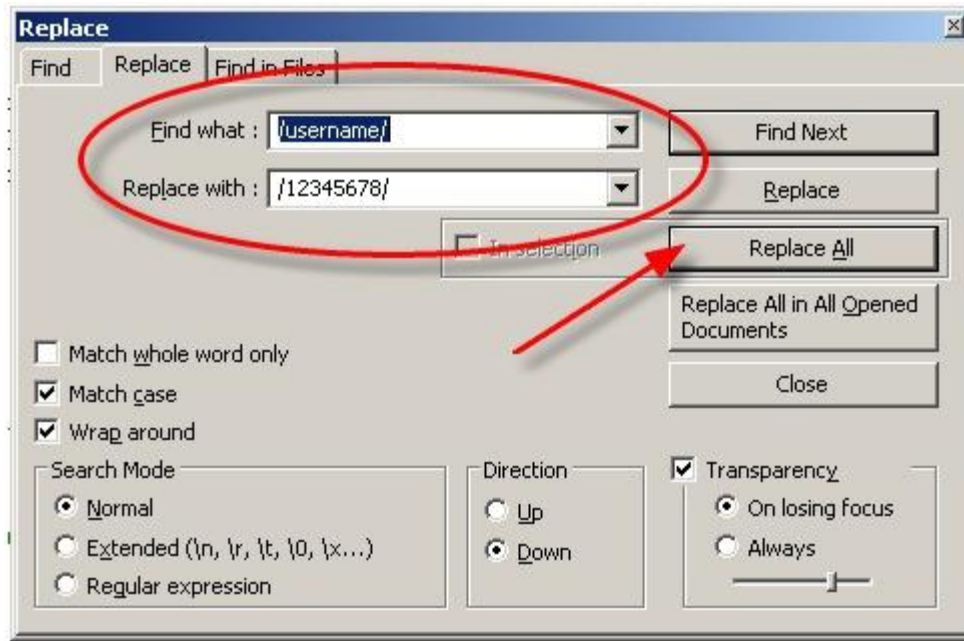 Replace
Find Replace Find in Files
Find what : /username/ Find Next
Replace with : /12345678/ Replace
In selection Replace All
Replace All in All Opened
Documents
Match whole word only
Match case Close
Wrap around
Search Mode Direction Transparency
Normal Up On losing focus
Extended (\n, \r, \t, \0, \x...) Down Always
Regular expression